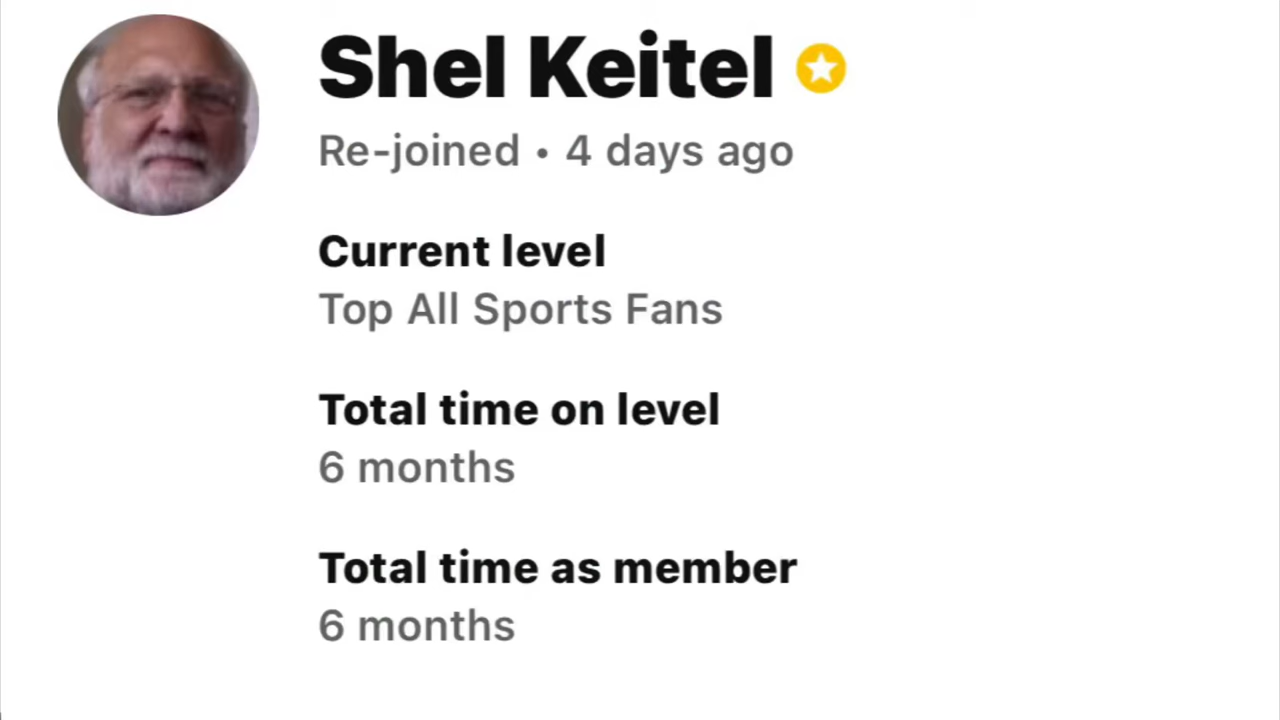 Shel Keitel
Re-joined • 4 days ago
Current level
Top All Sports Fans
Total time on level
6 months
Total time as member
6 months